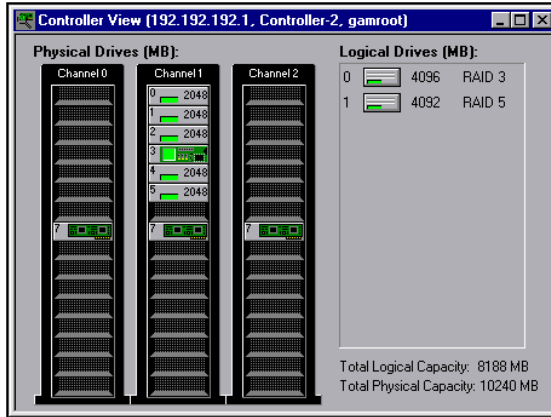 Controller View (192.192.192.1, Controller-2, gamroot)
Physical Drives (MB):
Channel 0
7
Channel 1
0 2048
1 2048
2 2048
3
4 2048
5 2048
7
Channel 2
7
Logical Drives (MB):
0 4096 RAID 3
1 4092 RAID 5
Total Logical Capacity: 8188 MB
Total Physical Capacity: 10240 MB